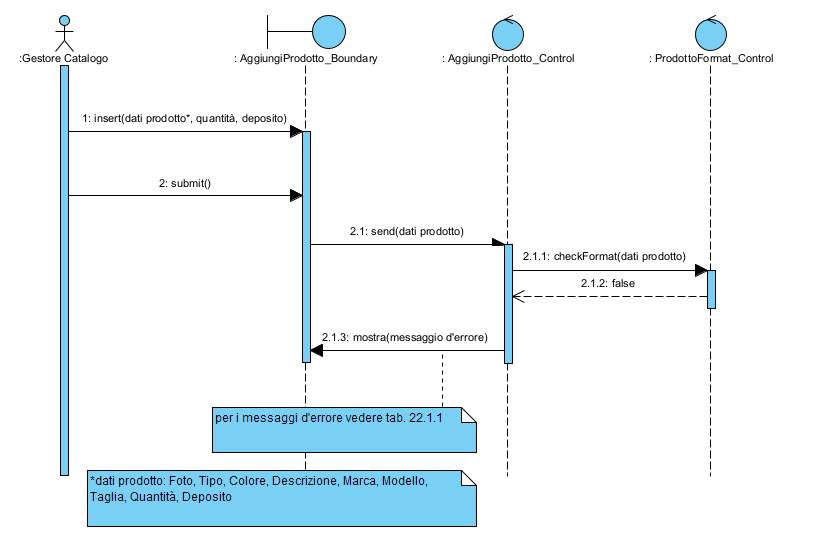 :Gestore Catalogo
: AggiungiProdotto_Boundary
: AggiungiProdotto_Control
: ProdottoFormat_Control
1: insert(dati prodotto*, quantità, deposito)
2: submit()
2.1: send(dati prodotto)
2.1.1: checkFormat(dati prodotto)
2.1.2: false
2.1.3: mostra(messaggio d'errore)
per i messaggi d'errore vedere tab. 22.1.1
*dati prodotto: Foto, Tipo, Colore, Descrizione, Marca, Modello,
Taglia, Quantità, Deposito